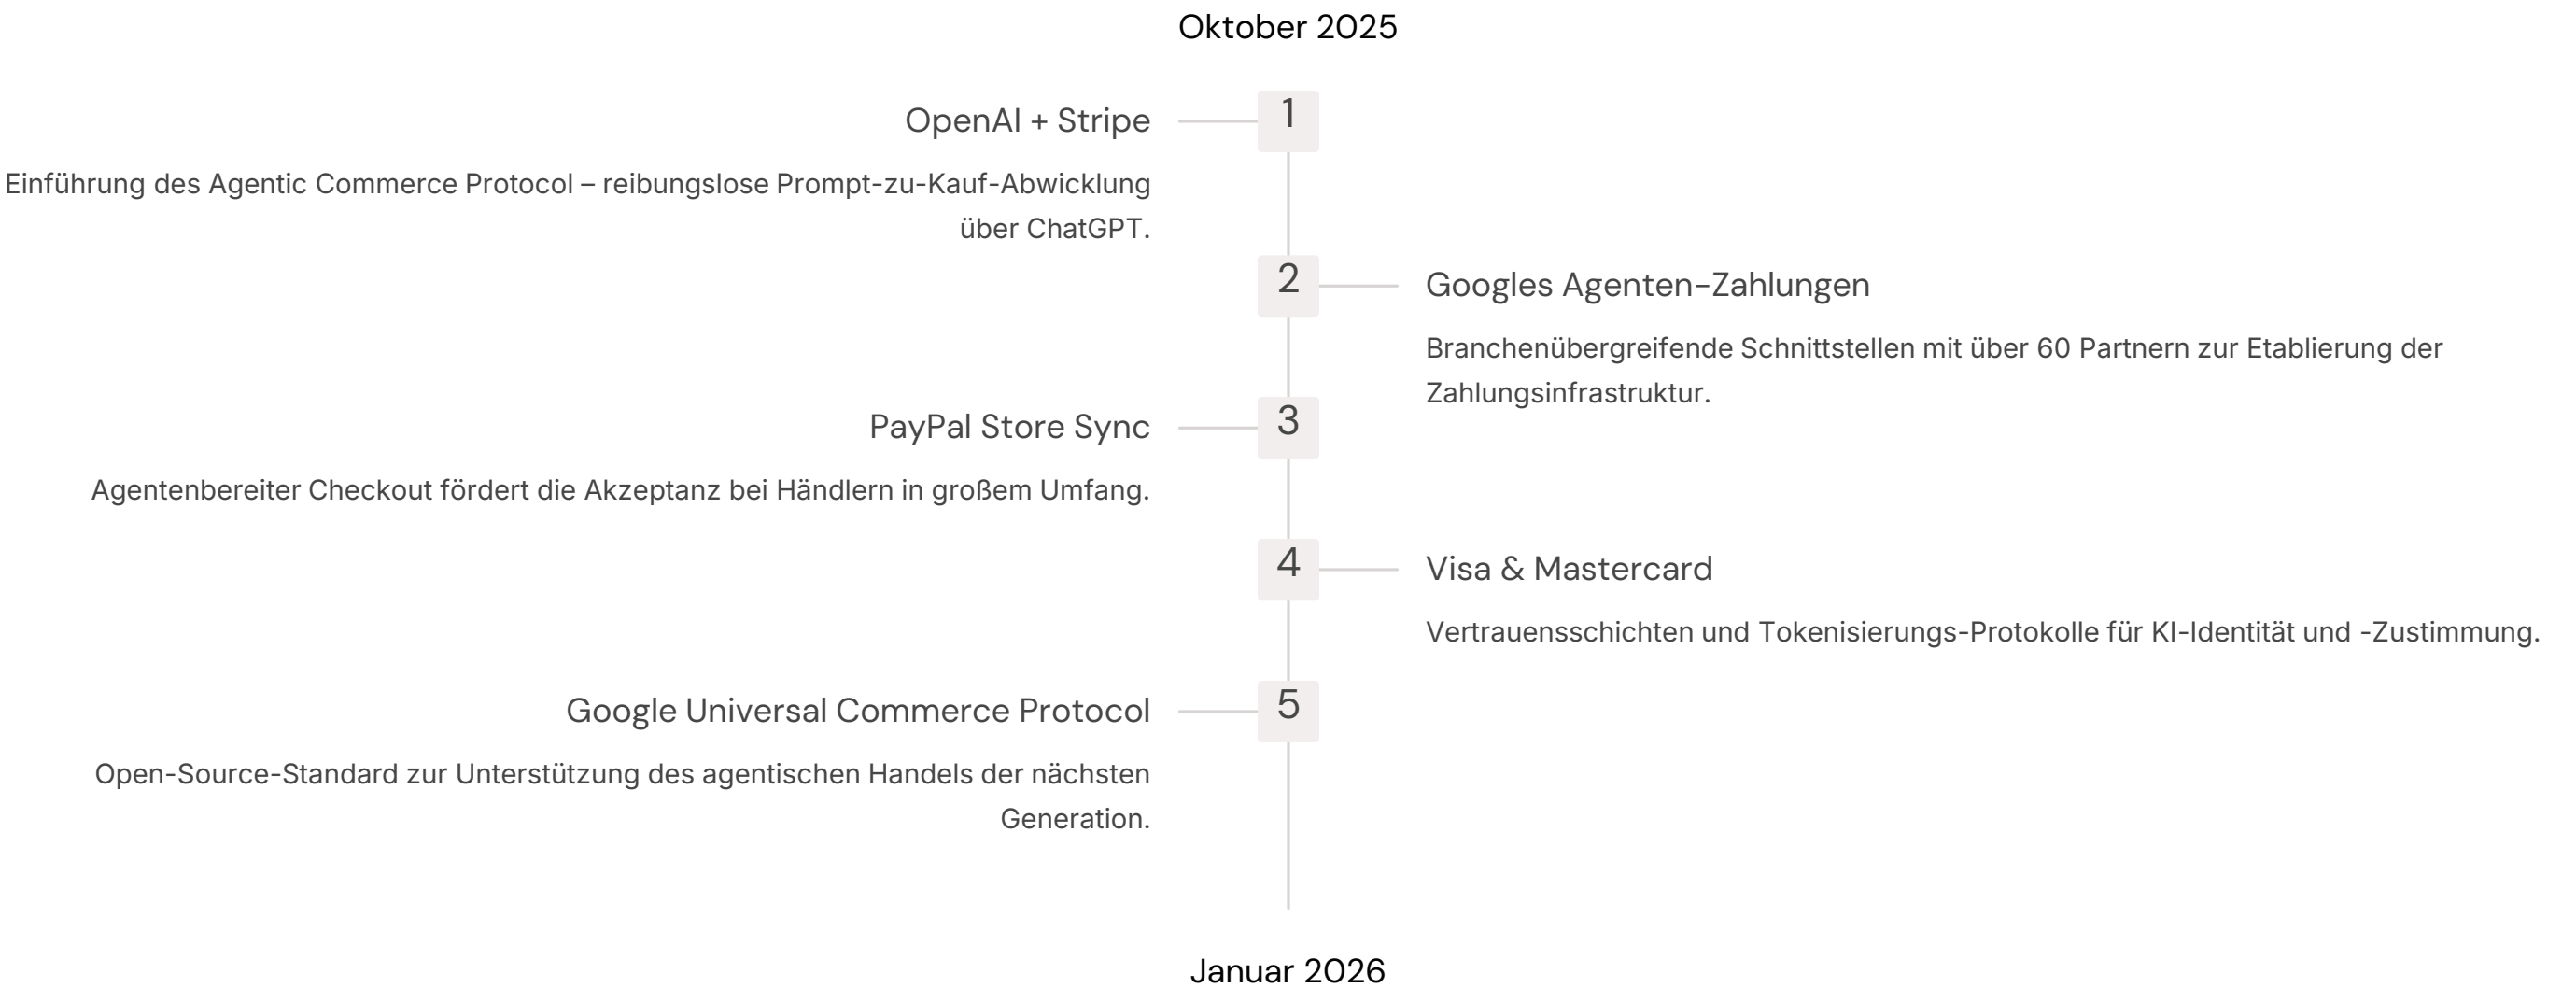 Oktober 2025
1
OpenAI + Stripe
Einführung des Agentic Commerce Protocol – reibungslose Prompt-zu-Kauf-Abwicklung
über ChatGPT.
2
Googles Agenten-Zahlungen
Branchenübergreifende Schnittstellen mit über 60 Partnern zur Etablierung der
Zahlungsinfrastruktur.
3
PayPal Store Sync
Agentenbereiter Checkout fördert die Akzeptanz bei Händlern in großem Umfang.
4
Visa & Mastercard
Vertrauensschichten und Tokenisierungs-Protokolle für KI-Identität und -Zustimmung.
5
Google Universal Commerce Protocol
Open-Source-Standard zur Unterstützung des agentischen Handels der nächsten
Generation.
Januar 2026